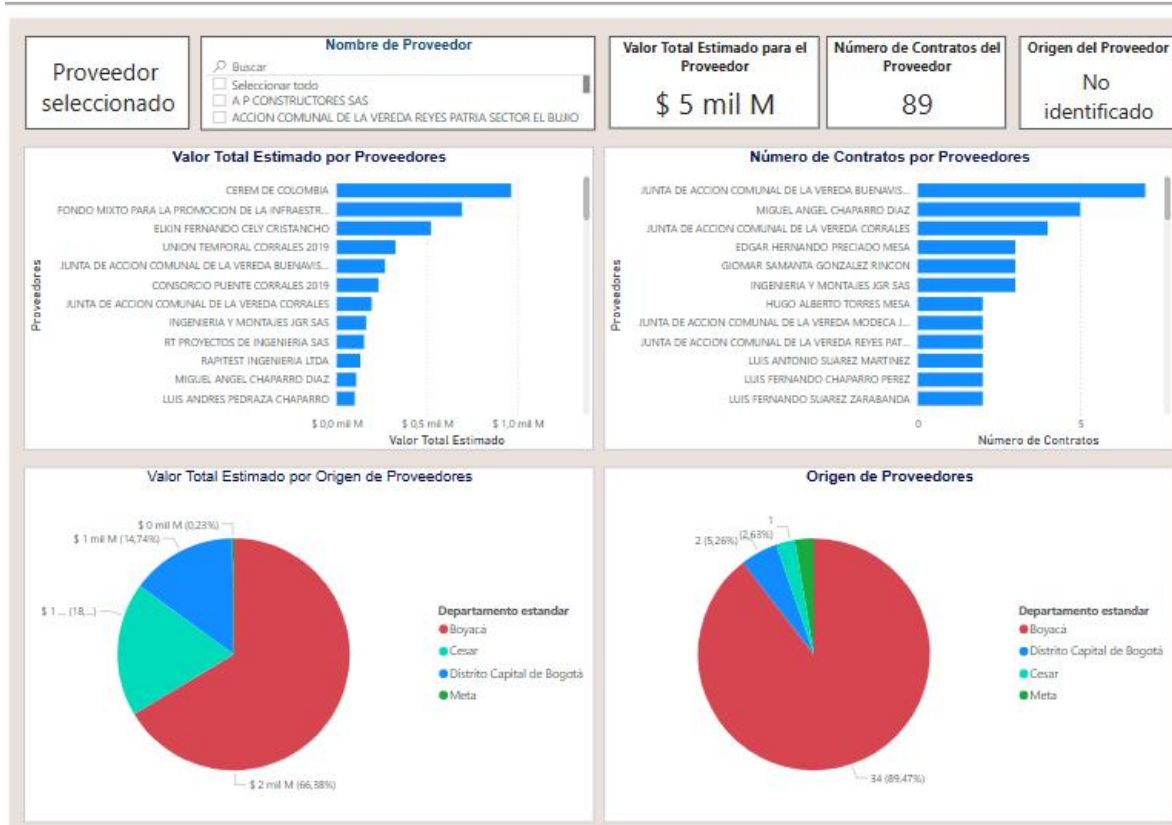 Proveedor
seleccionado
Nombre de Proveedor
Buscar
Seleccionar todo
A P CONSTRUCTORES SAS
ACCION COMUNAL DE LA VEREDA REYES PATRIA SECTOR EL BUJIO
Valor Total Estimado para el
Proveedor
$ 5 mil M
Número de Contratos del
Proveedor
89
Origen del Proveedor
No
identificado
Valor Total Estimado por Proveedores
Proveedores
CEREM DE COLOMBIA
FONDO MIXTO PARA LA PROMOCION DE LA INFRAESTR...
ELKIN FERNANDO CELY CRISTANCHO
UNION TEMPORAL CORRALES 2019
JUNTA DE ACCION COMUNAL DE LA VEREDA BUENAVIS...
CONSORCIO PUENTE CORRALES 2019
JUNTA DE ACCION COMUNAL DE LA VEREDA CORRALES
INGENIERIA Y MONTAJES JGR SAS
RT PROYECTOS DE INGENIERIA SAS
RAPITEST INGENIERIA LTDA
MIGUEL ANGEL CHAPARRO DIAZ
LUIS ANDRES PEDRAZA CHAPARRO
$ 0,0 mil M $ 0,5 mil M $ 1,0 mil M
Valor Total Estimado
Número de Contratos por Proveedores
Proveedores
JUNTA DE ACCION COMUNAL DE LA VEREDA BUENAVIS...
MIGUEL ANGEL CHAPARRO DIAZ
JUNTA DE ACCION COMUNAL DE LA VEREDA CORRALES
EDGAR HERNANDO PRECIADO MESA
GIOMAR SAMANTA GONZALEZ RINCON
INGENIERIA Y MONTAJES JGR SAS
HUGO ALBERTO TORRES MESA
JUNTA DE ACCION COMUNAL DE LA VEREDA MODECA J...
JUNTA DE ACCION COMUNAL DE LA VEREDA REYES PAT...
LUIS ANTONIO SUAREZ MARTINEZ
LUIS FERNANDO CHAPARRO PEREZ
LUIS FERNANDO SUAREZ ZARABANDA
0 5
Número de Contratos
Valor Total Estimado por Origen de Proveedores
$ 0 mil M (0,23%)
$ 1 mil M (14,74%)
$ 1 ... (18,...)
$ 2 mil M (66,38%)
Departamento estandar
Boyacá
Cesar
Distrito Capital de Bogotá
Meta
Origen de Proveedores
1
(2,63%)
2 (5,26%)
34 (89,47%)
Departamento estandar
Boyacá
Distrito Capital de Bogotá
Cesar
Meta